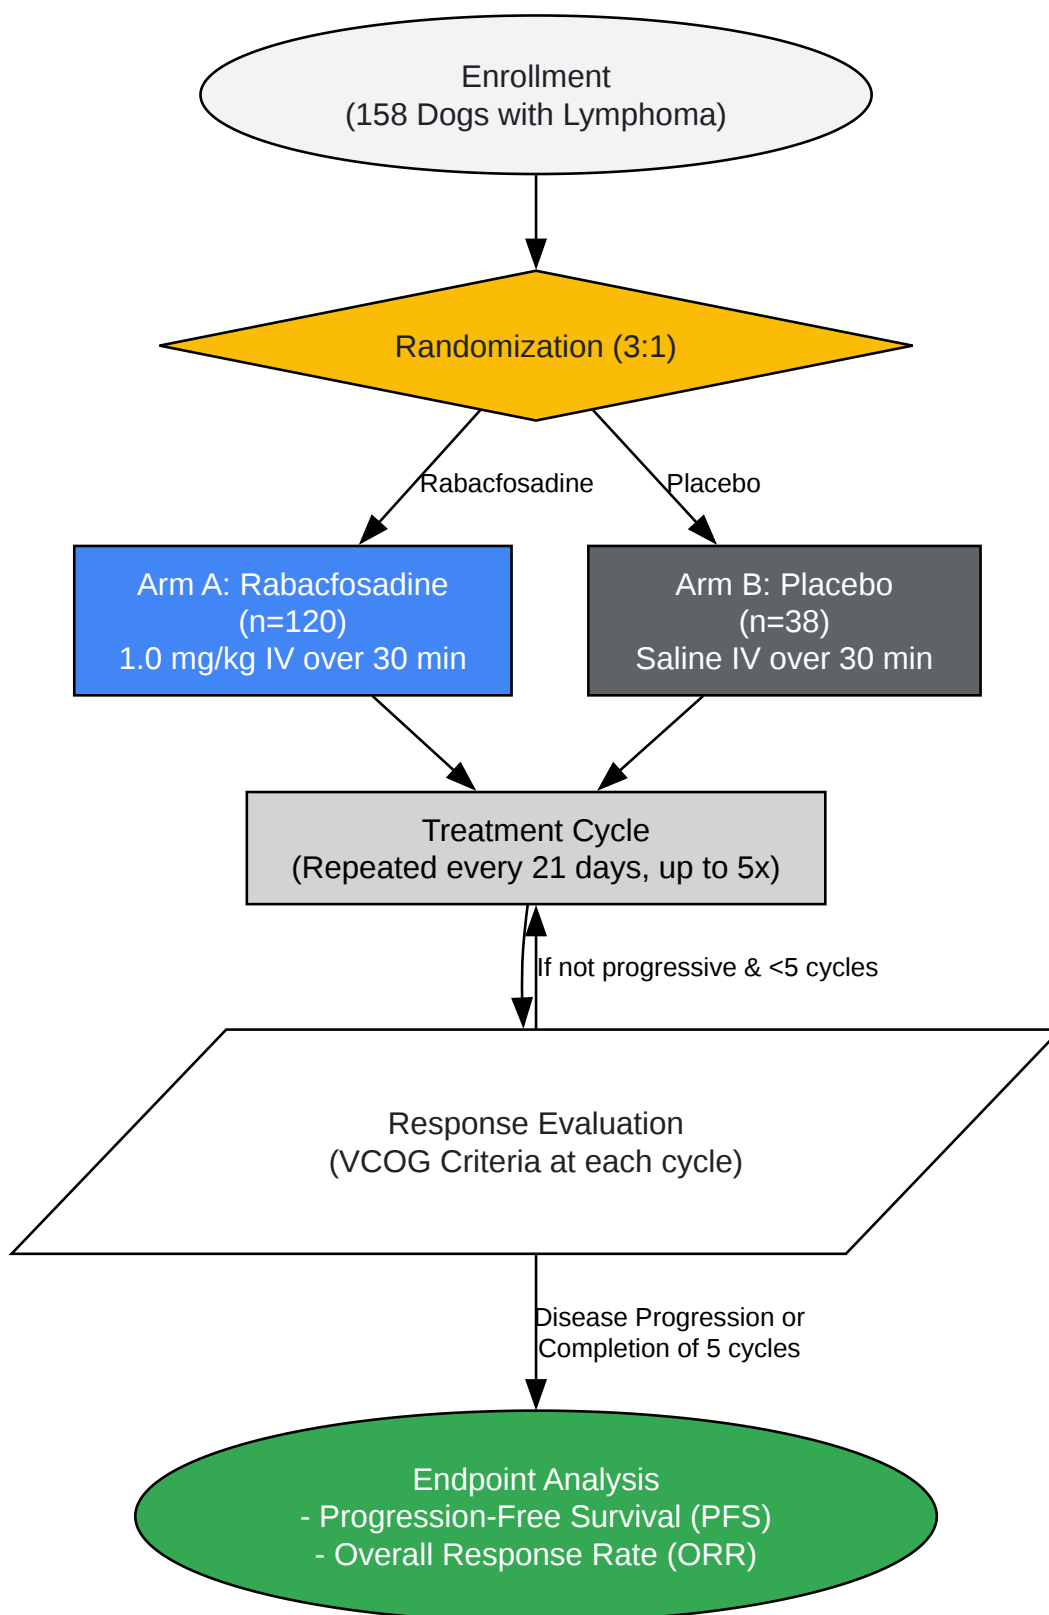 Enrollment
(158 Dogs with Lymphoma)
Randomization (3:1)
Rabacfosadine
Placebo
Arm A: Rabacfosadine
(n=120)
1.0 mg/kg IV over 30 min
Arm B: Placebo
(n=38)
Saline IV over 30 min
Treatment Cycle
(Repeated every 21 days, up to 5x)
If not progressive & <5 cycles
Response Evaluation
(VCOG Criteria at each cycle)
Disease Progression or
Completion of 5 cycles
Endpoint Analysis
- Progression-Free Survival (PFS)
- Overall Response Rate (ORR)